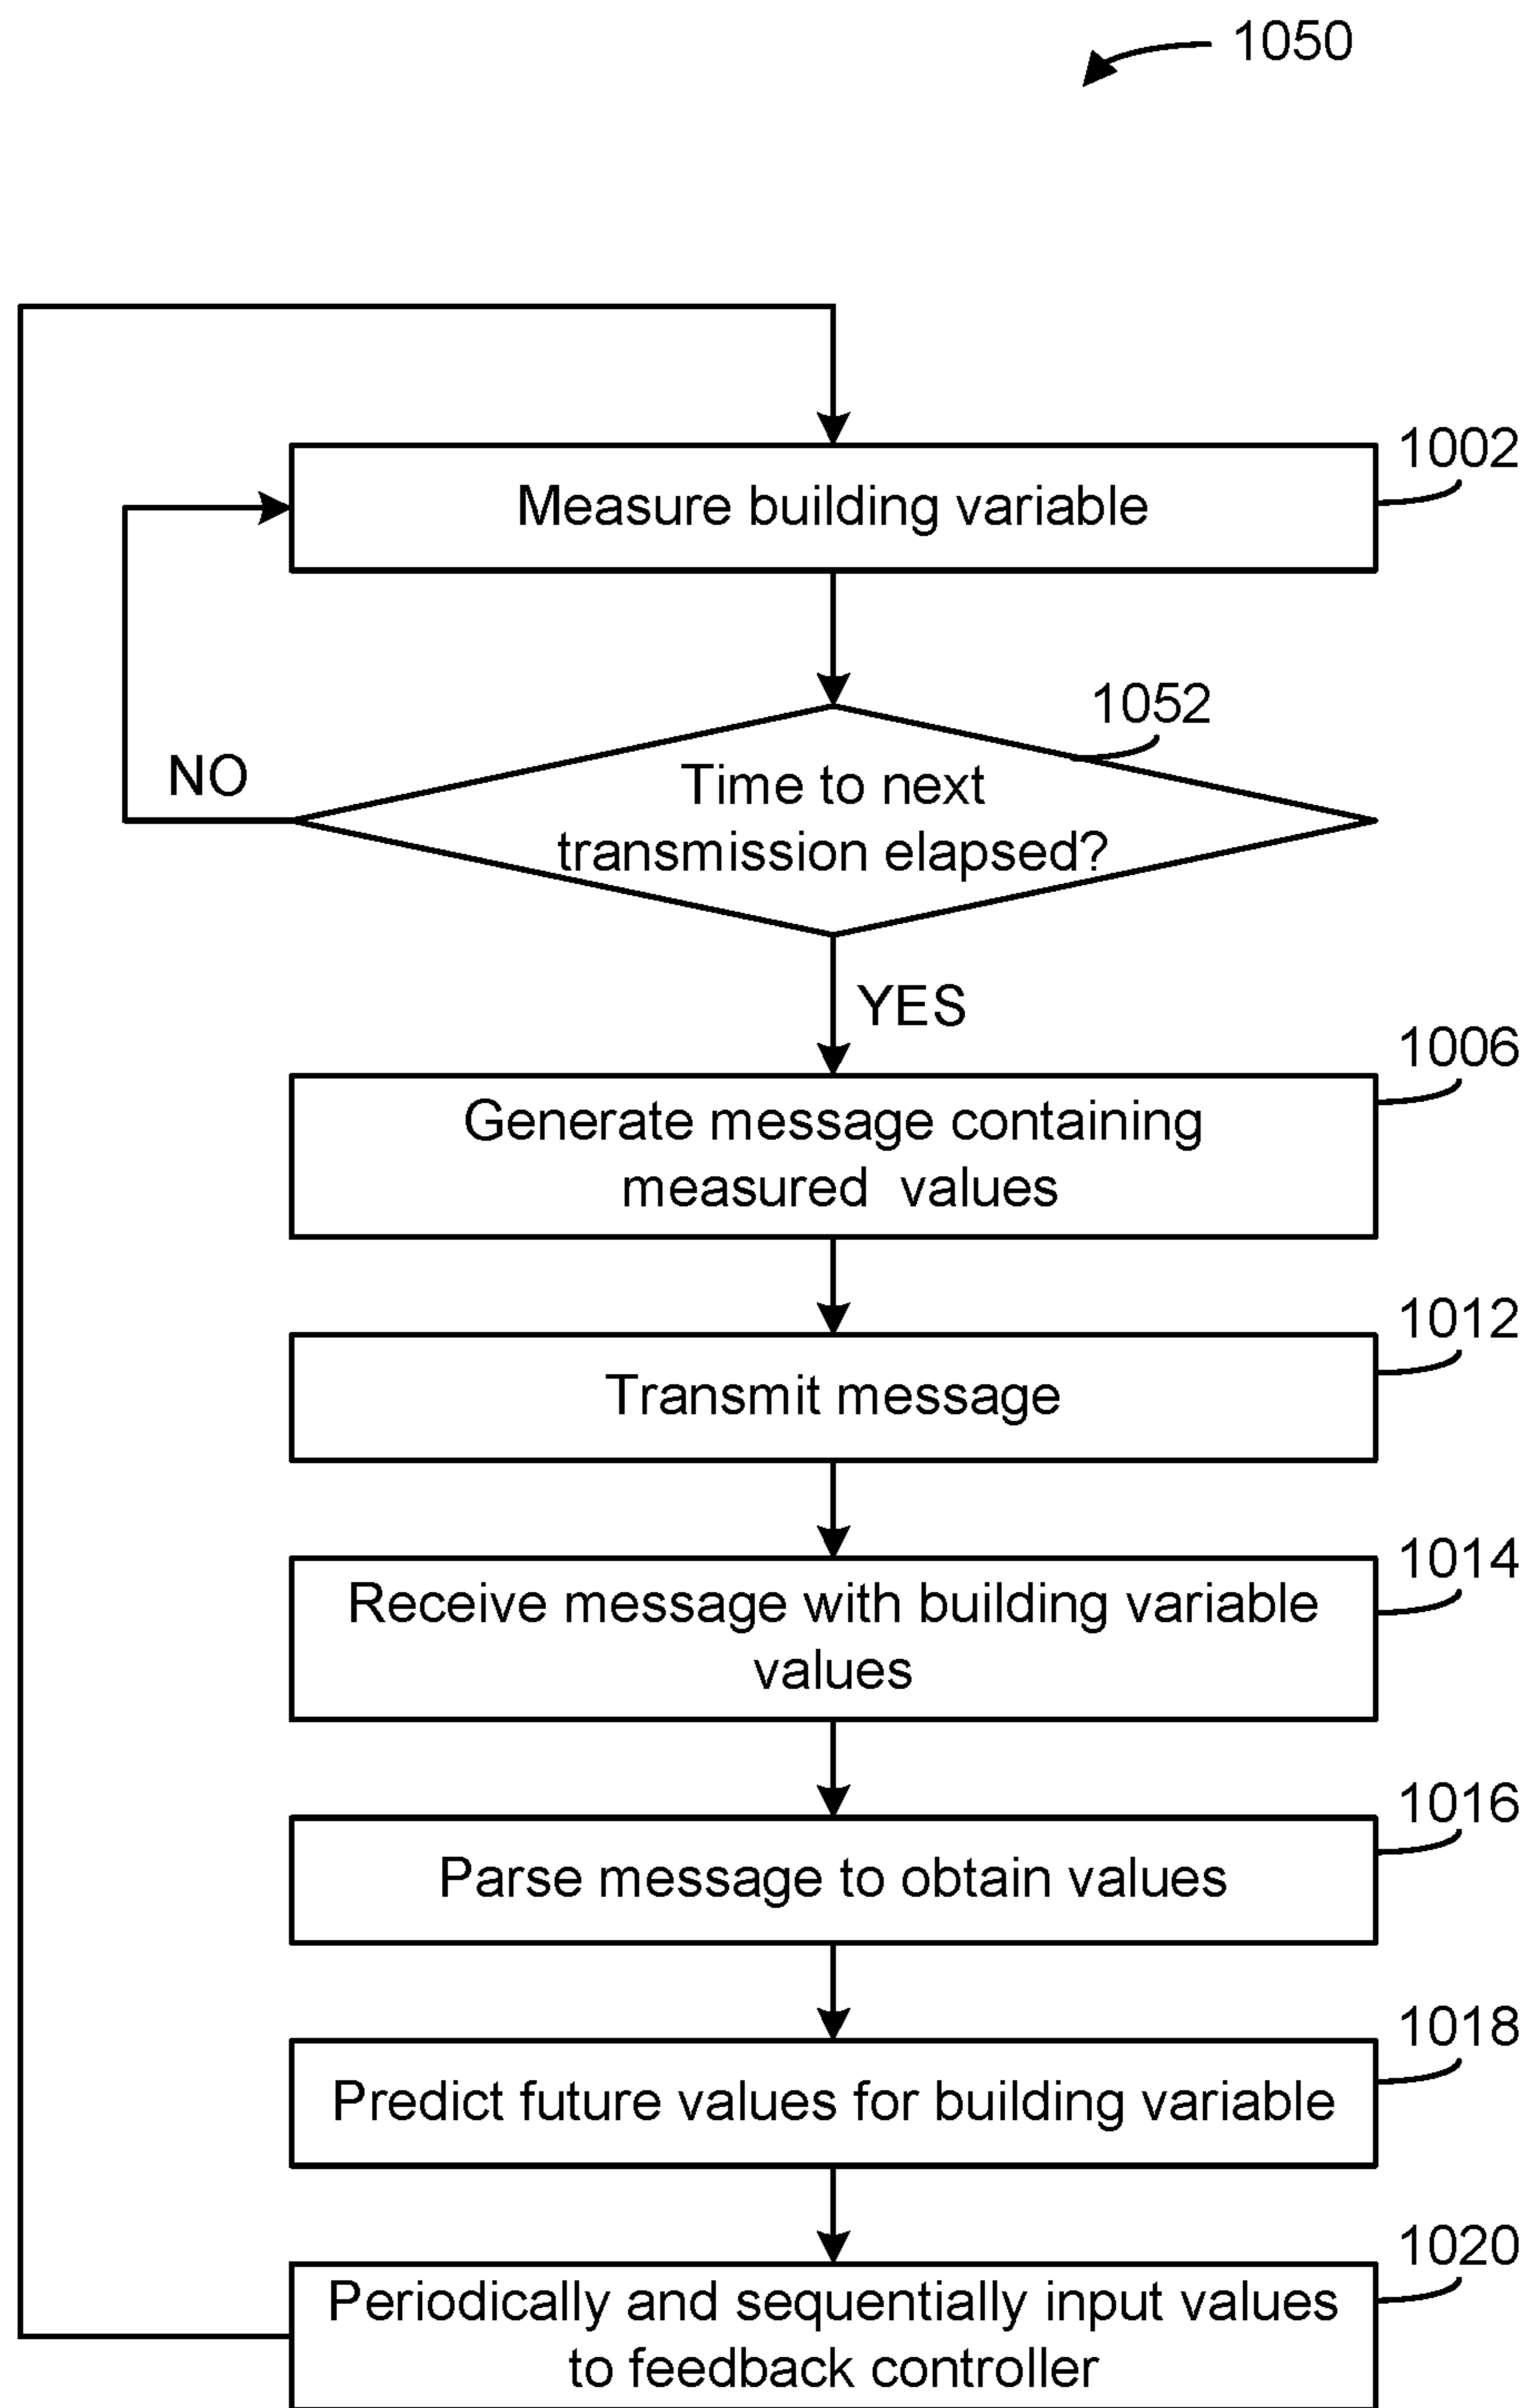 1050
Measure building variable
1002
1052
Time to next
transmission elapsed?
NO
YES
1006
Generate message containing
measured  values
1012
Transmit message
1014
Receive message with building variable
values
1016
Parse message to obtain values
1018
Predict future values for building variable
1020
Periodically and sequentially input values
to feedback controller